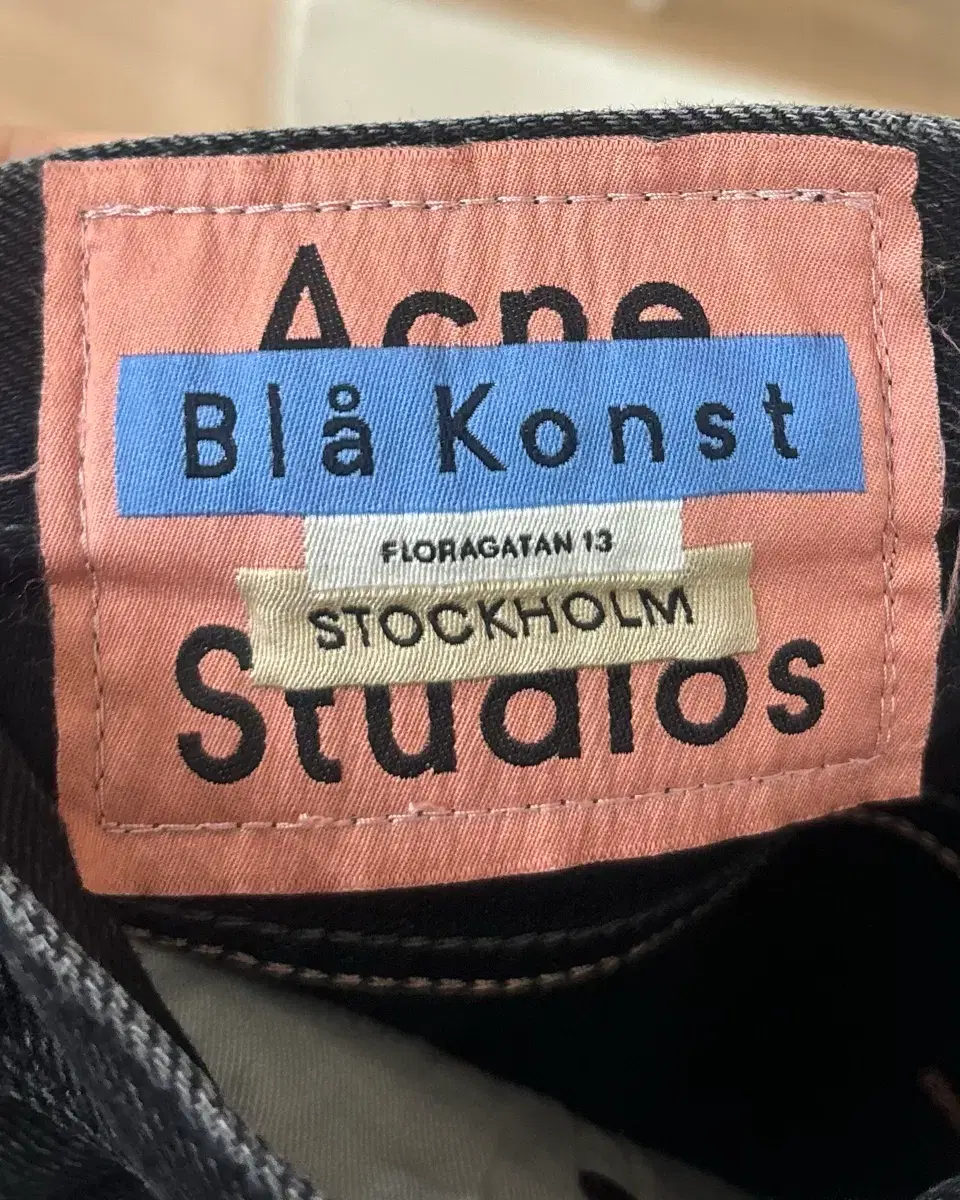 Acne
Blå Konst
FLORAGATAN 13
STOCKHOLM
Studios